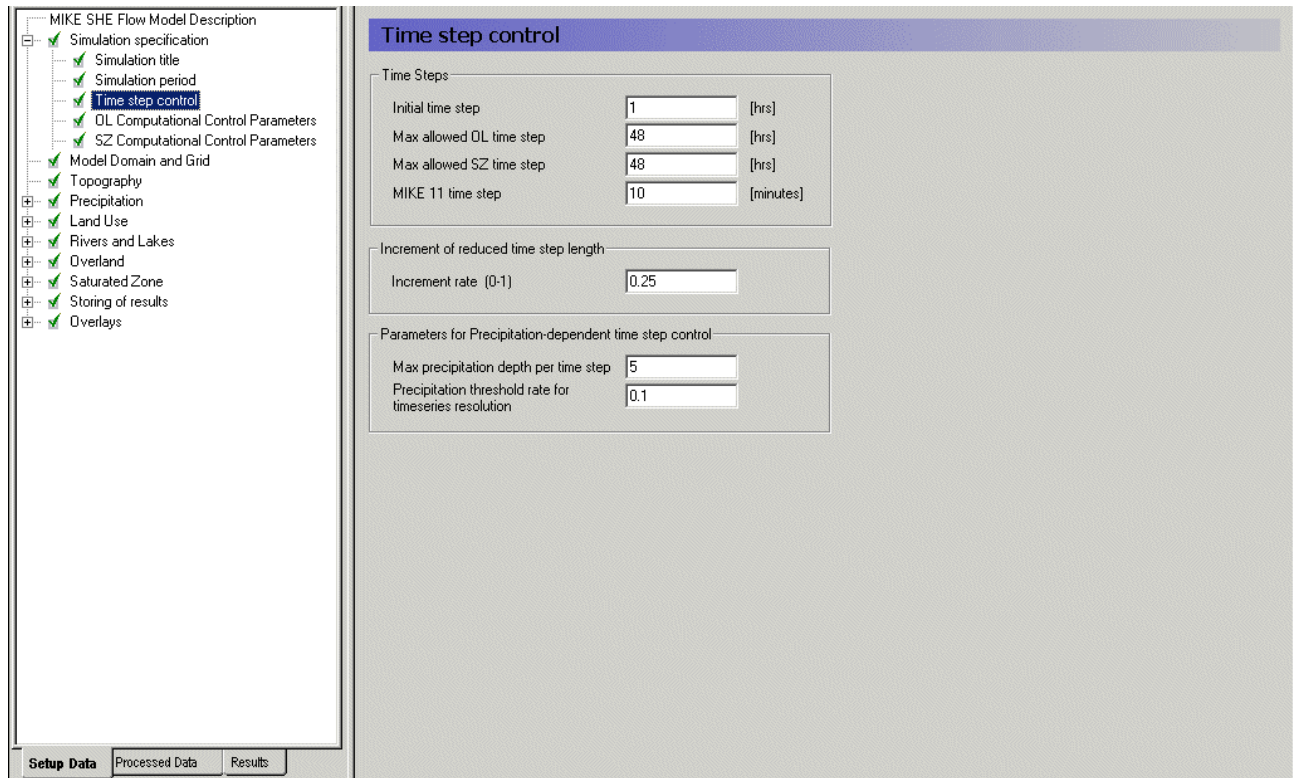 MIKE SHE Flow Model Description
Simulation specification
Simulation title
Simulation period
Time step control
OL Computational Control Parameters
SZ Computational Control Parameters
Model Domain and Grid
Topography
Precipitation
Land Use
Rivers and Lakes
Overland
Saturated Zone
Storing of results
Overlays
Setup Data
Processed Data
Results
Time step control
Time Steps
Initial time step 1 [hrs]
Max allowed OL time step 48 [hrs]
Max allowed SZ time step 48 [hrs]
MIKE 11 time step 10 [minutes]
Increment of reduced time step length
Increment rate (0-1) 0.25
Parameters for Precipitation-dependent time step control
Max precipitation depth per time step 5
Precipitation threshold rate for
timeseries resolution 0.1